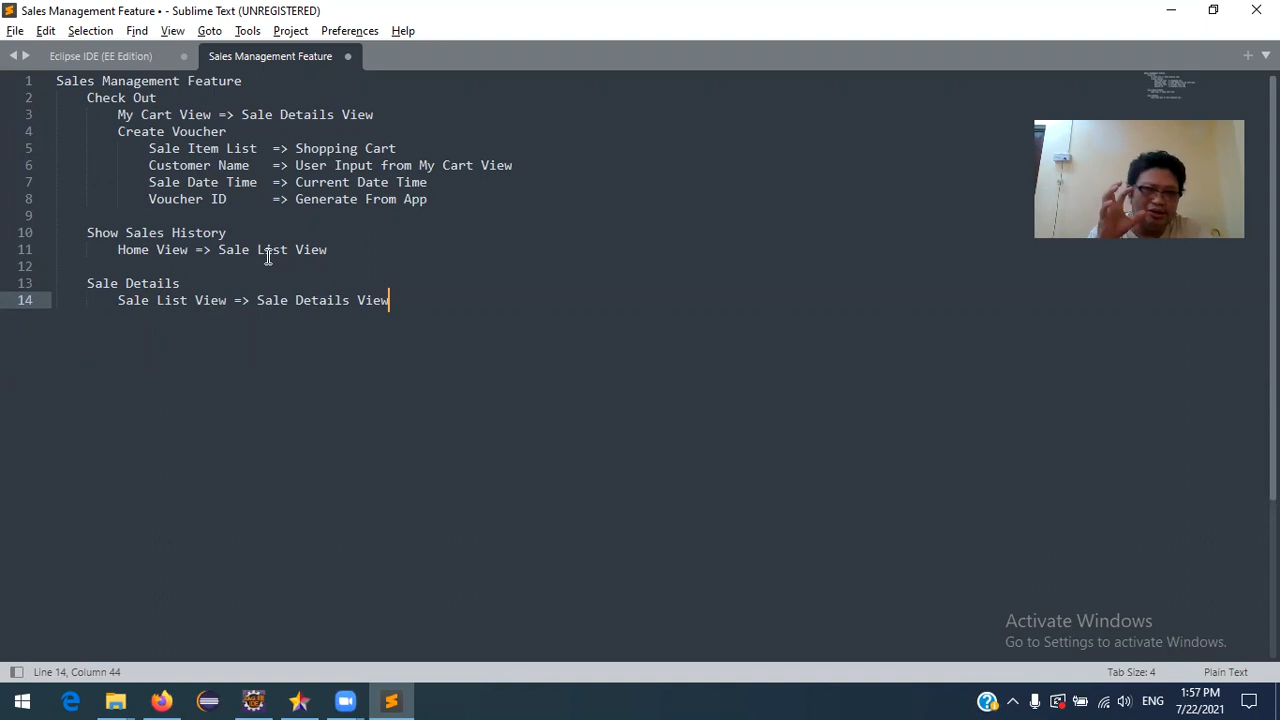 Sales Management Feature • - Sublime Text (UNREGISTERED)
File Edit Selection Find View Goto Tools Project Preferences Help
Eclipse IDE (EE Edition) Sales Management Feature
1 Sales Management Feature
2 Check Out
3 My Cart View => Sale Details View
4 Create Voucher
5 Sale Item List => Shopping Cart
6 Customer Name => User Input from My Cart View
7 Sale Date Time => Current Date Time
8 Voucher ID => Generate From App
9
10 Show Sales History
11 Home View => Sale List View
12
13 Sale Details
14 Sale List View => Sale Details View
Activate Windows
Go to Settings to activate Windows.
Line 14, Column 44 Tab Size: 4 Plain Text
ENG
1:57 PM
7/22/2021